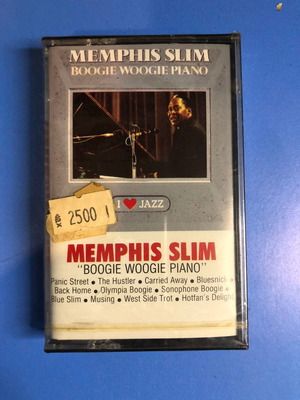 MEMPHIS SLIM
BOOGIE WOOGIE PIANO
I ❤ JAZZ
2500
MEMPHIS SLIM
"BOOGIE WOOGIE PIANO"
Panic Street • The Hustler • Carried Away • Bluesnick •
Back Home • Olympia Boogie • Sonophone Boogie •
Blue Slim • Musing • West Side Trot • Hotfan's Delight